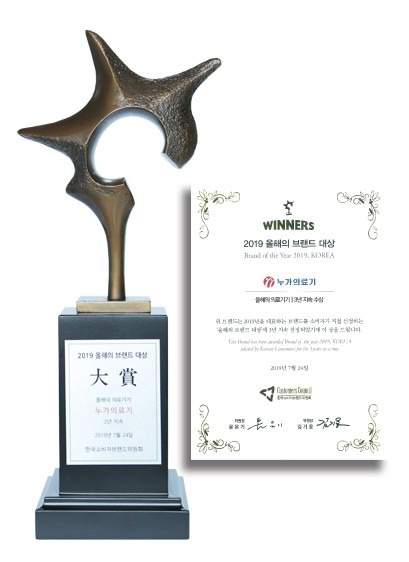 2019 올해의 브랜드 대상
大賞
올해의 의료기기
누가의료기
3년 지속
2019년 7월 24일
한국소비자브랜드위원회
WINNERS
2019 올해의 브랜드 대상
Brand of the Year 2019, KOREA
누가의료기
올해의 의료기기 | 3년 지속 수상
위 브랜드는 2019년을 대표하는 브랜드를 소비자가 직접 선정하는
'올해의 브랜드 대상'에 3년 지속 선정되었기에 이 상을 드립니다.
This Brand has been awarded Brand of the year 2019, KOREA
selected by Korean Consumers for the 3 years in a row.
2019년 7월 24일
Customers Council
한국소비자브랜드위원회
위원장
윤은기
위원장
김기로